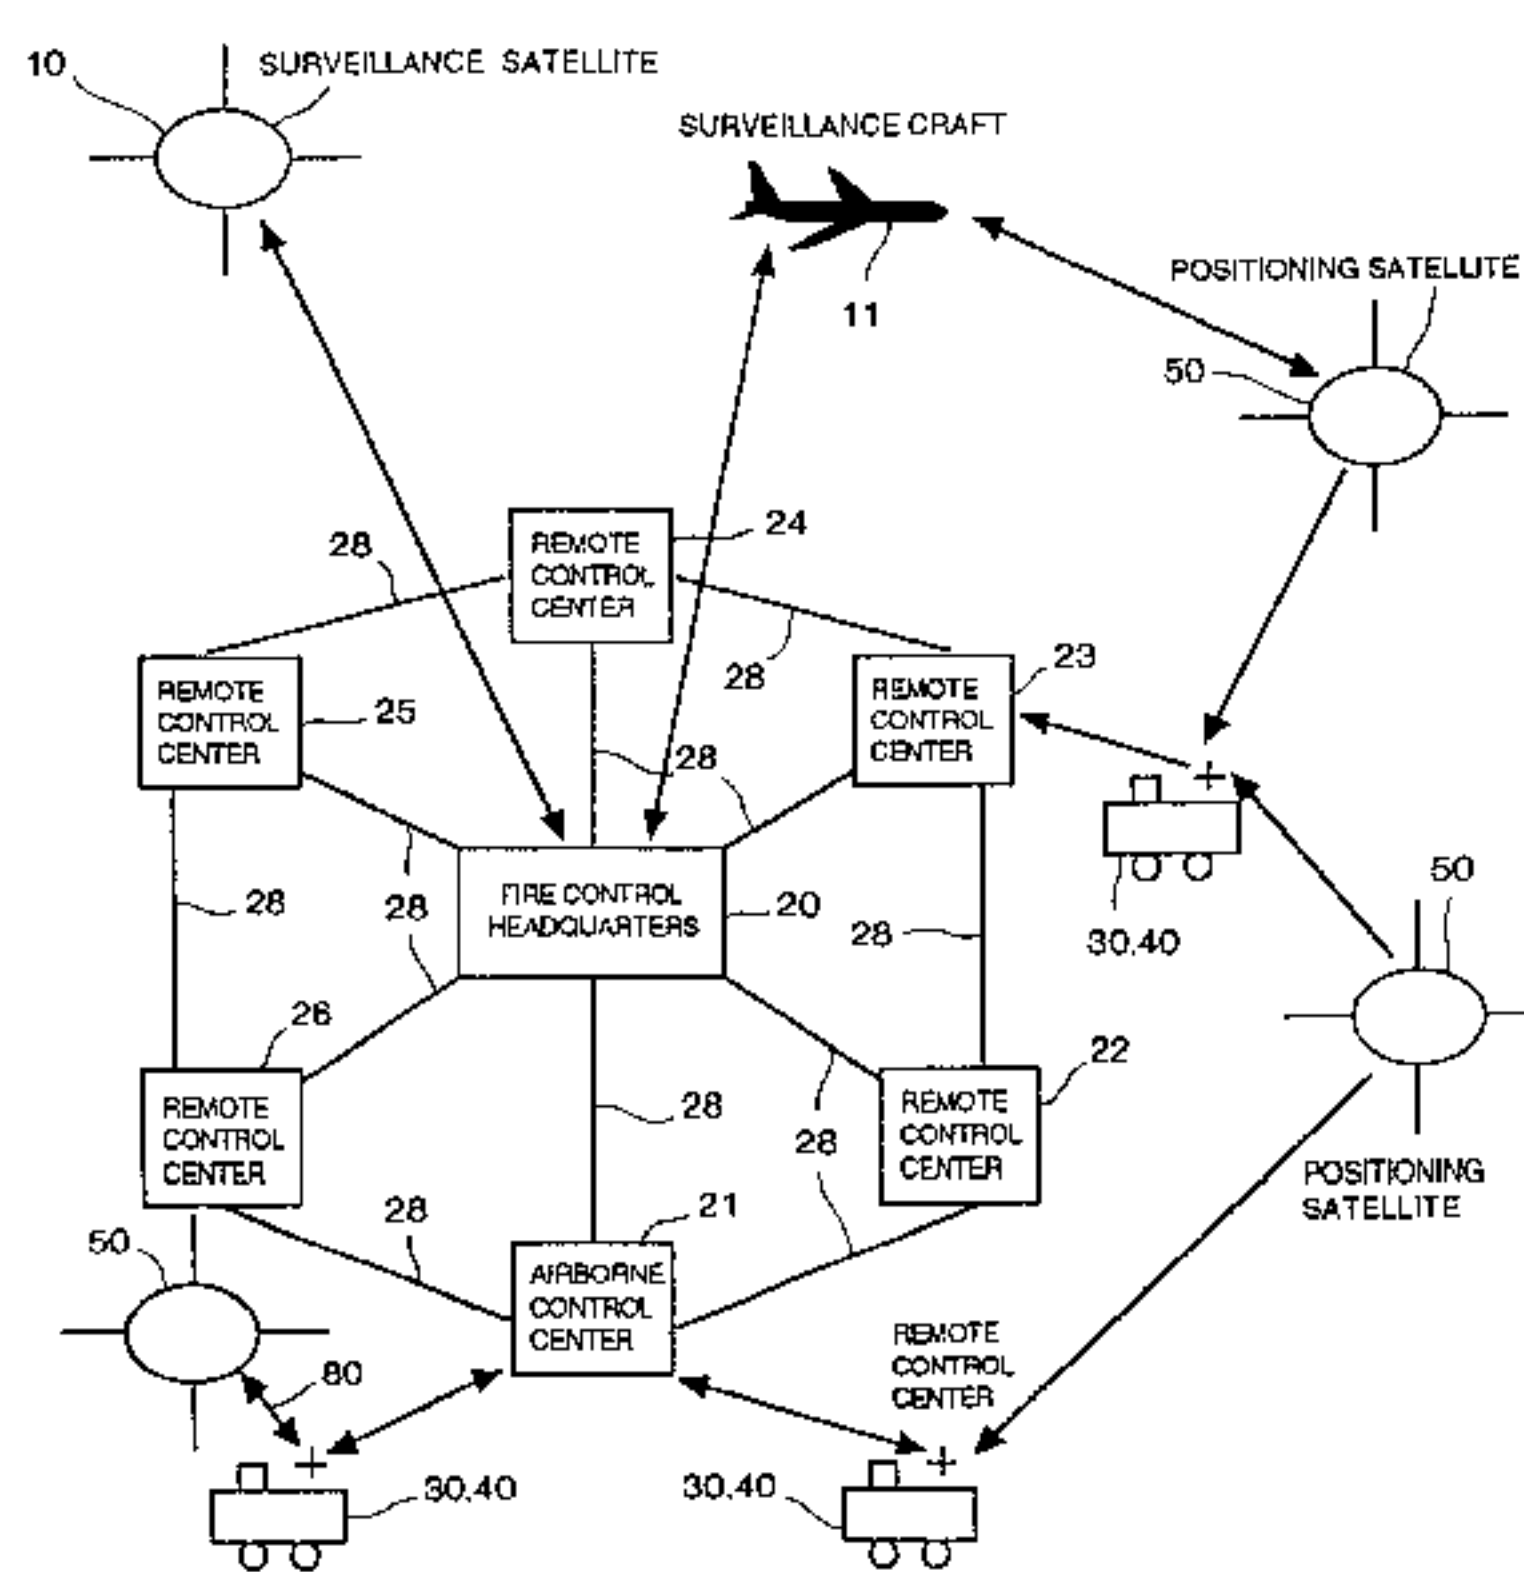 10
SURVEILLANCE SATELLITE
SURVEILLANCE CRAFT
11
POSITIONING SATELLITE
50
24
REMOTE
CONTROL
CENTER
28
28
23
REMOTE
CONTROL
CENTER
25
REMOTE
CONTROL
CENTER
28
28
28
FIRE CONTROL
HEADQUARTERS
20
28
30,40
50
26
REMOTE
CONTROL
CENTER
28
22
REMOTE
CONTROL
CENTER
28
POSITIONING
SATELLITE
28
21
AIRBORNE
CONTROL
CENTER
50
80
REMOTE
CONTROL
CENTER
30,40
30,40